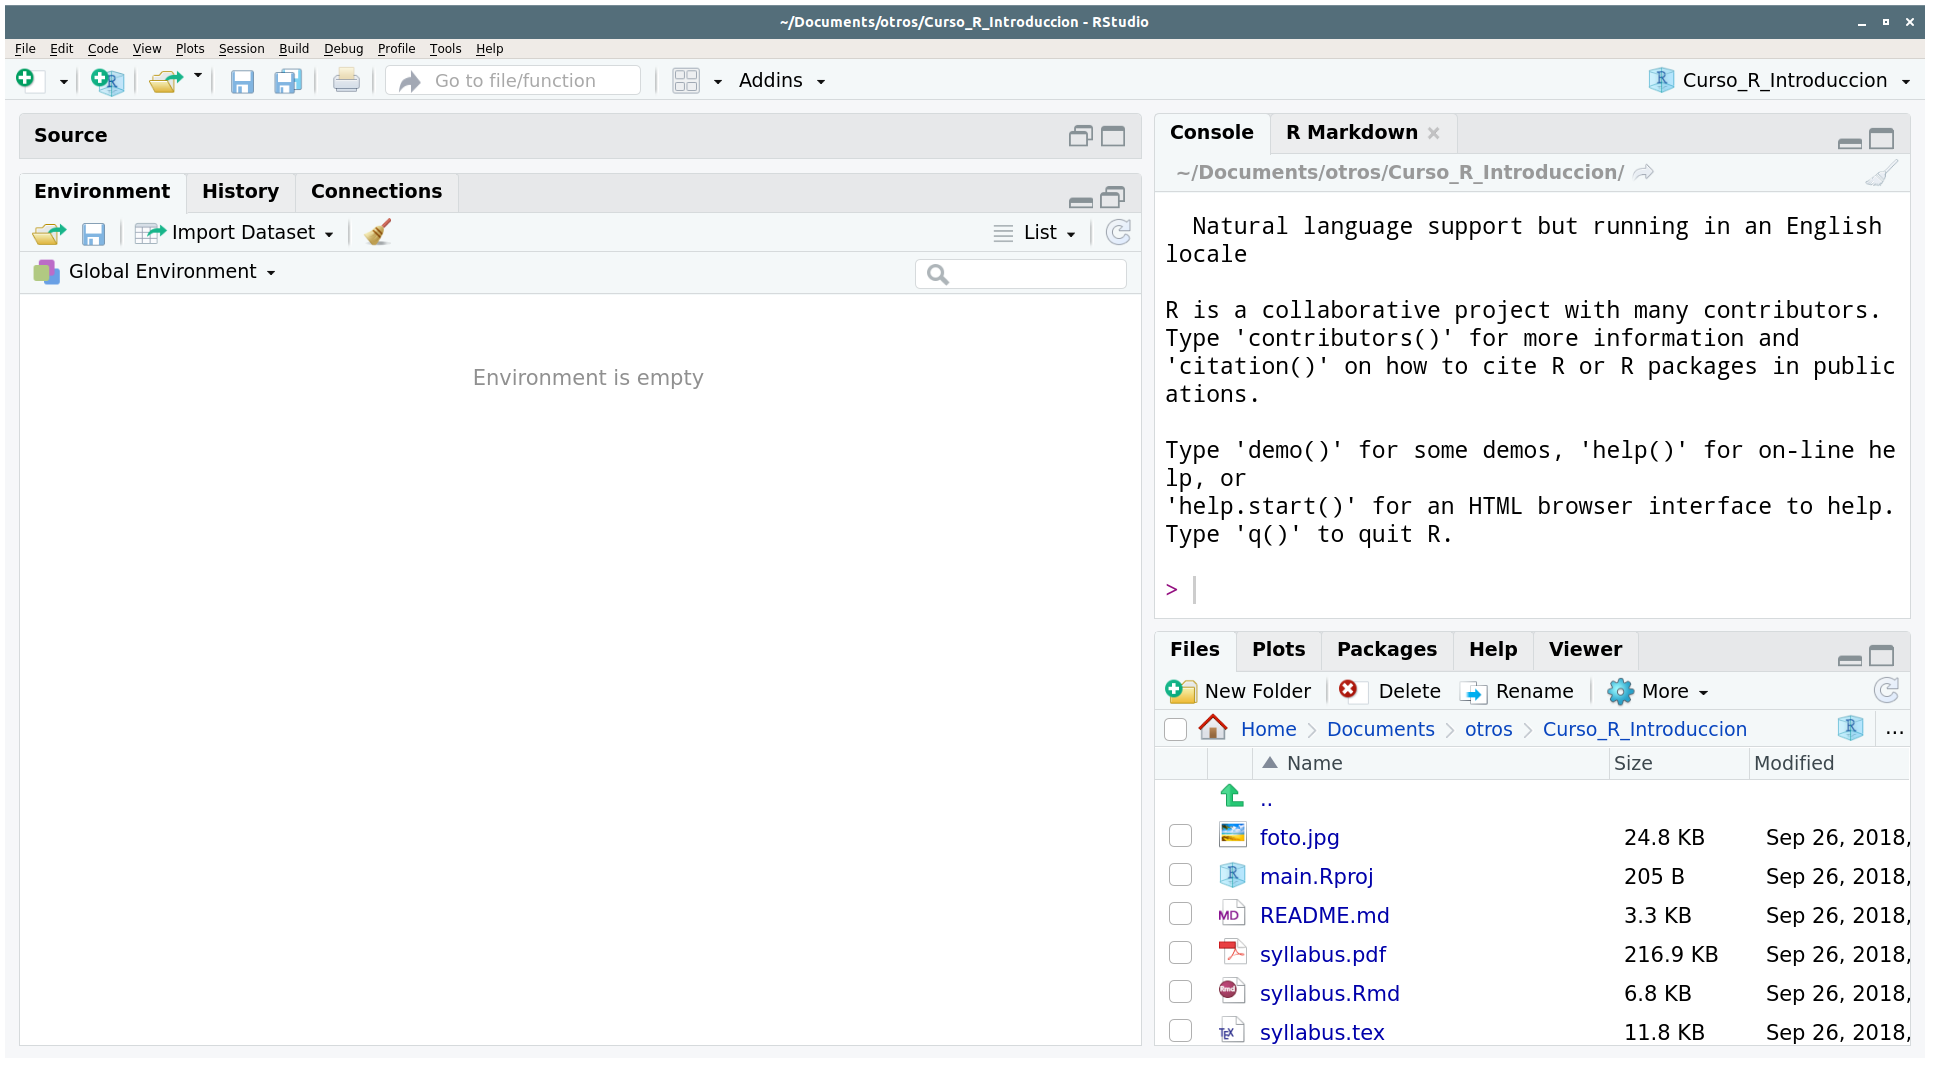 ~/Documents/otros/Curso_R_Introduccion - RStudio
File Edit Code View Plots Session Build Debug Profile Tools Help
Go to file/function Addins Curso_R_Introduccion
Source
Environment History Connections
Import Dataset List
Global Environment
Environment is empty
Console R Markdown
~/Documents/otros/Curso_R_Introduccion/
Natural language support but running in an English
locale
R is a collaborative project with many contributors.
Type 'contributors()' for more information and
'citation()' on how to cite R or R packages in public
ations.
Type 'demo()' for some demos, 'help()' for on-line he
lp, or
'help.start()' for an HTML browser interface to help.
Type 'q()' to quit R.
>
Files Plots Packages Help Viewer
New Folder Delete Rename More
Home Documents otros Curso_R_Introduccion ...
Name Size Modified
..
foto.jpg 24.8 KB Sep 26, 2018,
main.Rproj 205 B Sep 26, 2018,
README.md 3.3 KB Sep 26, 2018,
syllabus.pdf 216.9 KB Sep 26, 2018,
syllabus.Rmd 6.8 KB Sep 26, 2018,
syllabus.tex 11.8 KB Sep 26, 2018,